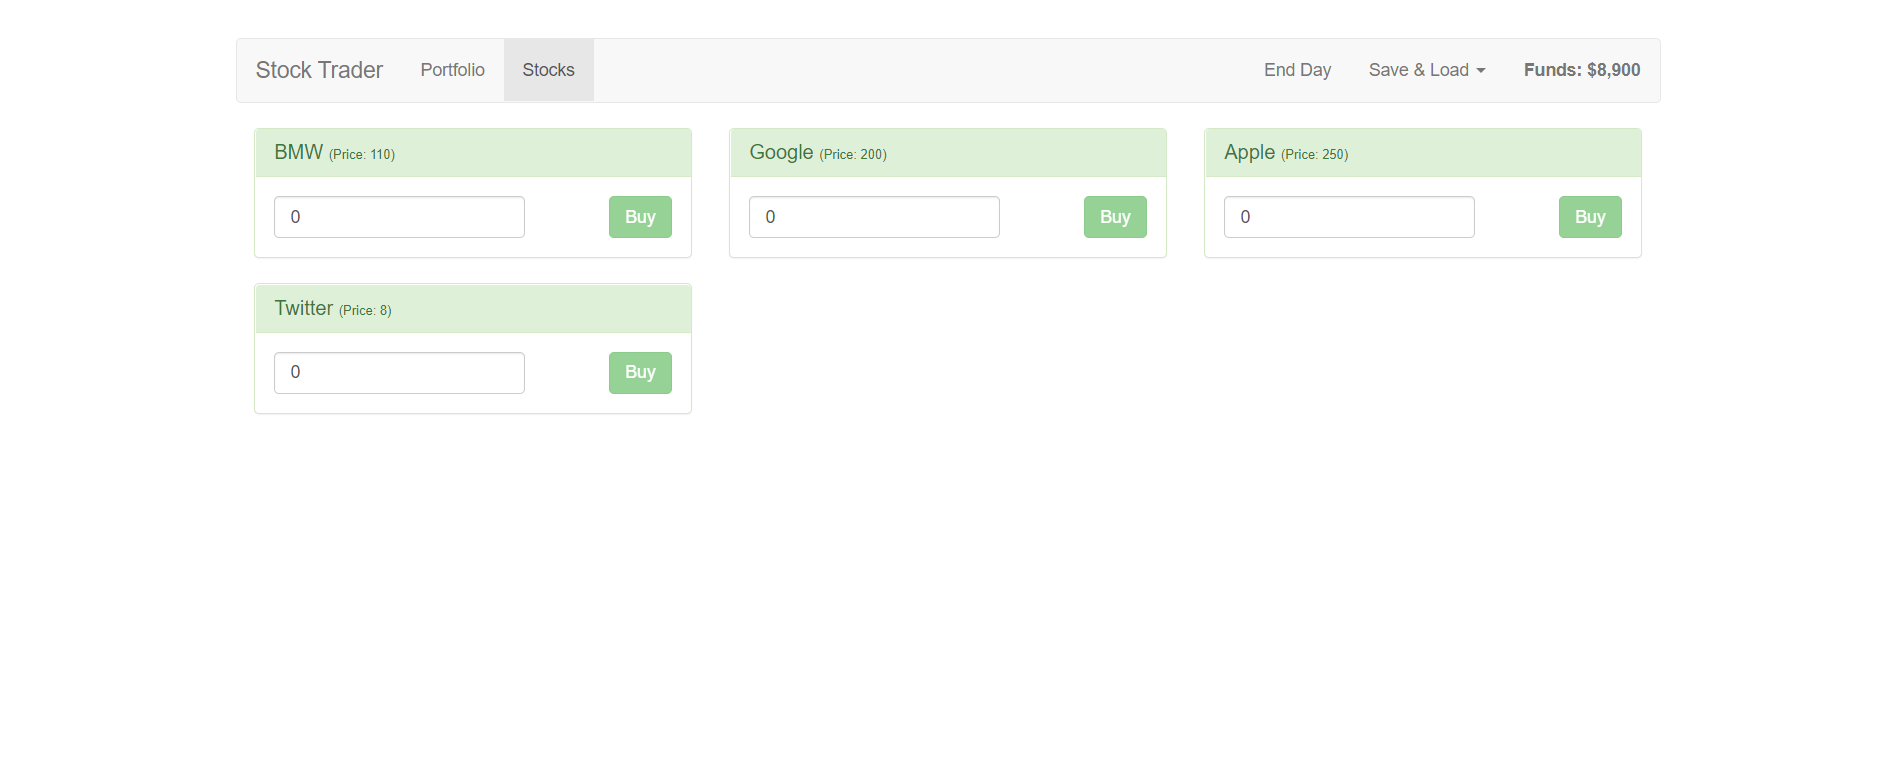 Stock Trader Portfolio Stocks End Day Save & Load Funds: $8,900
BMW (Price: 110) Google (Price: 200) Apple (Price: 250)
0 Buy 0 Buy 0 Buy
Twitter (Price: 8)
0 Buy